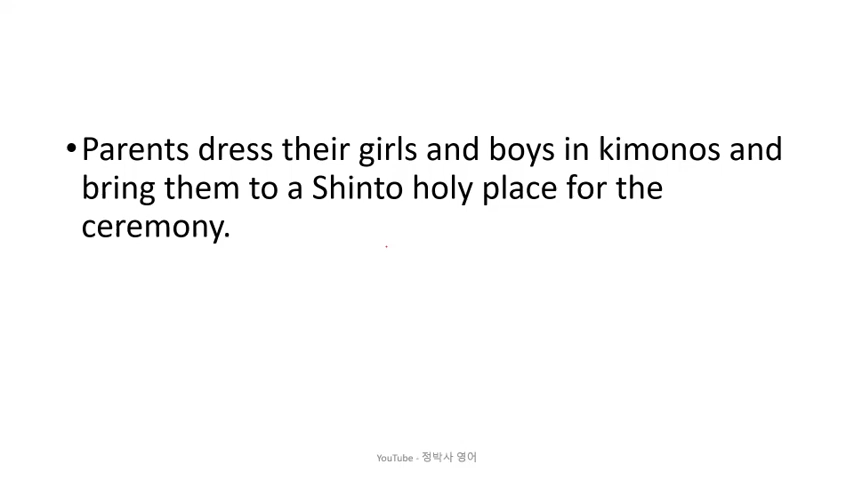 •Parents dress their girls and boys in kimonos and
bring them to a Shinto holy place for the
ceremony.
YouTube - 정박사 영어